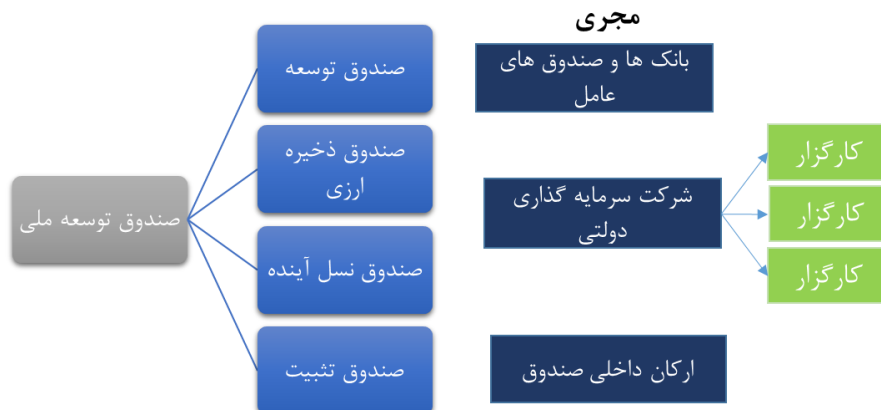 مجری
صندوق توسعه
بانک ها و صندوق های
عامل
صندوق ذخیره
ارزی
کارگزار
صندوق توسعه ملی
شرکت سرمایه گذاری
دولتی
کارگزار
صندوق نسل آینده
کارگزار
صندوق تثبیت
ارکان داخلی صندوق